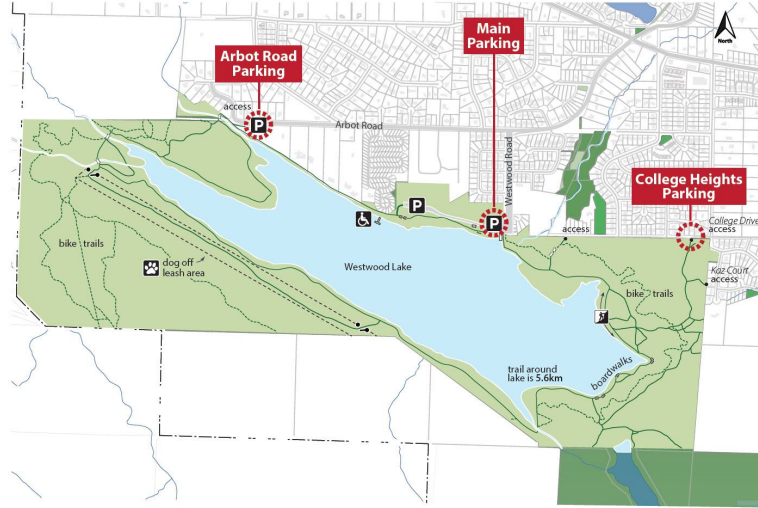 Main
Parking
North
Arbot Road
Parking
access
P
Arbot Road
Westwood Road
College Heights
Parking
College Drive
access
P
P
access
bike trails
dog off
leash area
Westwood Lake
Kaz Court
access
bike trails
trail around
lake is 5.6km
boardwalks